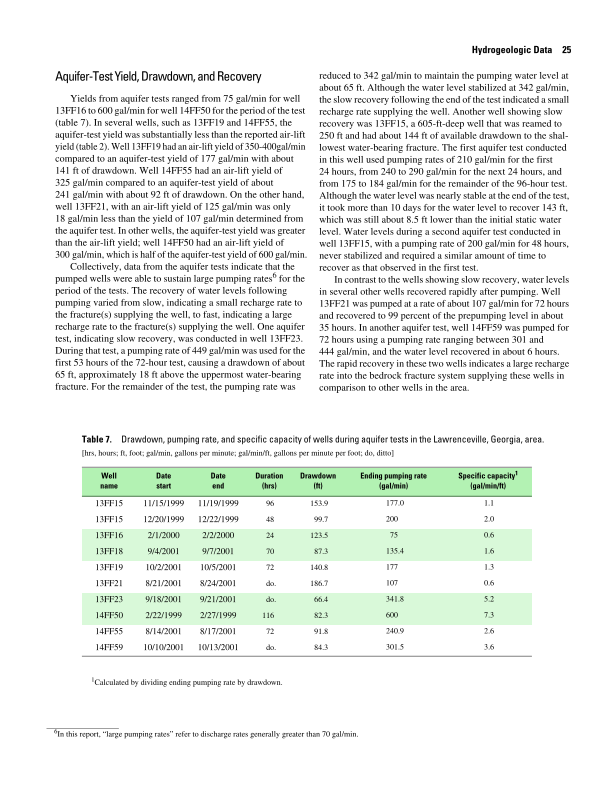 Hydrogeologic Data 25
Aquifer-Test Yield, Drawdown, and Recovery
Yields from aquifer tests ranged from 75 gal/min for well
13FF16 to 600 gal/min for well 14FF50 for the period of the test
(table 7). In several wells, such as 13FF19 and 14FF55, the
aquifer-test yield was substantially less than the reported air-lift
yield (table 2). Well 13FF19 had an air-lift yield of 350-400gal/min
compared to an aquifer-test yield of 177 gal/min with about
141 ft of drawdown. Well 14FF55 had an air-lift yield of
325 gal/min compared to an aquifer-test yield of about
241 gal/min with about 92 ft of drawdown. On the other hand,
well 13FF21, with an air-lift yield of 125 gal/min was only
18 gal/min less than the yield of 107 gal/min determined from
the aquifer test. In other wells, the aquifer-test yield was greater
than the air-lift yield; well 14FF50 had an air-lift yield of
300 gal/min, which is half of the aquifer-test yield of 600 gal/min.
Collectively, data from the aquifer tests indicate that the
pumped wells were able to sustain large pumping rates6 for the
period of the tests. The recovery of water levels following
pumping varied from slow, indicating a small recharge rate to
the fracture(s) supplying the well, to fast, indicating a large
recharge rate to the fracture(s) supplying the well. One aquifer
test, indicating slow recovery, was conducted in well 13FF23.
During that test, a pumping rate of 449 gal/min was used for the
first 53 hours of the 72-hour test, causing a drawdown of about
65 ft, approximately 18 ft above the uppermost water-bearing
fracture. For the remainder of the test, the pumping rate was
reduced to 342 gal/min to maintain the pumping water level at
about 65 ft. Although the water level stabilized at 342 gal/min,
the slow recovery following the end of the test indicated a small
recharge rate supplying the well. Another well showing slow
recovery was 13FF15, a 605-ft-deep well that was reamed to
250 ft and had about 144 ft of available drawdown to the shal-
lowest water-bearing fracture. The first aquifer test conducted
in this well used pumping rates of 210 gal/min for the first
24 hours, from 240 to 290 gal/min for the next 24 hours, and
from 175 to 184 gal/min for the remainder of the 96-hour test.
Although the water level was nearly stable at the end of the test,
it took more than 10 days for the water level to recover 143 ft,
which was still about 8.5 ft lower than the initial static water
level. Water levels during a second aquifer test conducted in
well 13FF15, with a pumping rate of 200 gal/min for 48 hours,
never stabilized and required a similar amount of time to
recover as that observed in the first test.
In contrast to the wells showing slow recovery, water levels
in several other wells recovered rapidly after pumping. Well
13FF21 was pumped at a rate of about 107 gal/min for 72 hours
and recovered to 99 percent of the prepumping level in about
35 hours. In another aquifer test, well 14FF59 was pumped for
72 hours using a pumping rate ranging between 301 and
444 gal/min, and the water level recovered in about 6 hours.
The rapid recovery in these two wells indicates a large recharge
rate into the bedrock fracture system supplying these wells in
comparison to other wells in the area.
Table 7. Drawdown, pumping rate, and specific capacity of wells during aquifer tests in the Lawrenceville, Georgia, area.
[hrs, hours; ft, foot; gal/min, gallons per minute; gal/min/ft, gallons per minute per foot; do, ditto]
Well Date Date Duration Drawdown Ending pumping rate Specific capacity1
name start end (hrs) (ft) (gal/min) (gal/min/ft)
13FF15 11/15/1999 11/19/1999 96 153.9 177.0 1.1
13FF15 12/20/1999 12/22/1999 48 99.7 200 2.0
13FF16 2/1/2000 2/2/2000 24 123.5 75 0.6
13FF18 9/4/2001 9/7/2001 70 87.3 135.4 1.6
13FF19 10/2/2001 10/5/2001 72 140.8 177 1.3
13FF21 8/21/2001 8/24/2001 do. 186.7 107 0.6
13FF23 9/18/2001 9/21/2001 do. 66.4 341.8 5.2
14FF50 2/22/1999 2/27/1999 116 82.3 600 7.3
14FF55 8/14/2001 8/17/2001 72 91.8 240.9 2.6
14FF59 10/10/2001 10/13/2001 do. 84.3 301.5 3.6
1Calculated by dividing ending pumping rate by drawdown.
6In this report, “large pumping rates” refer to discharge rates generally greater than 70 gal/min.